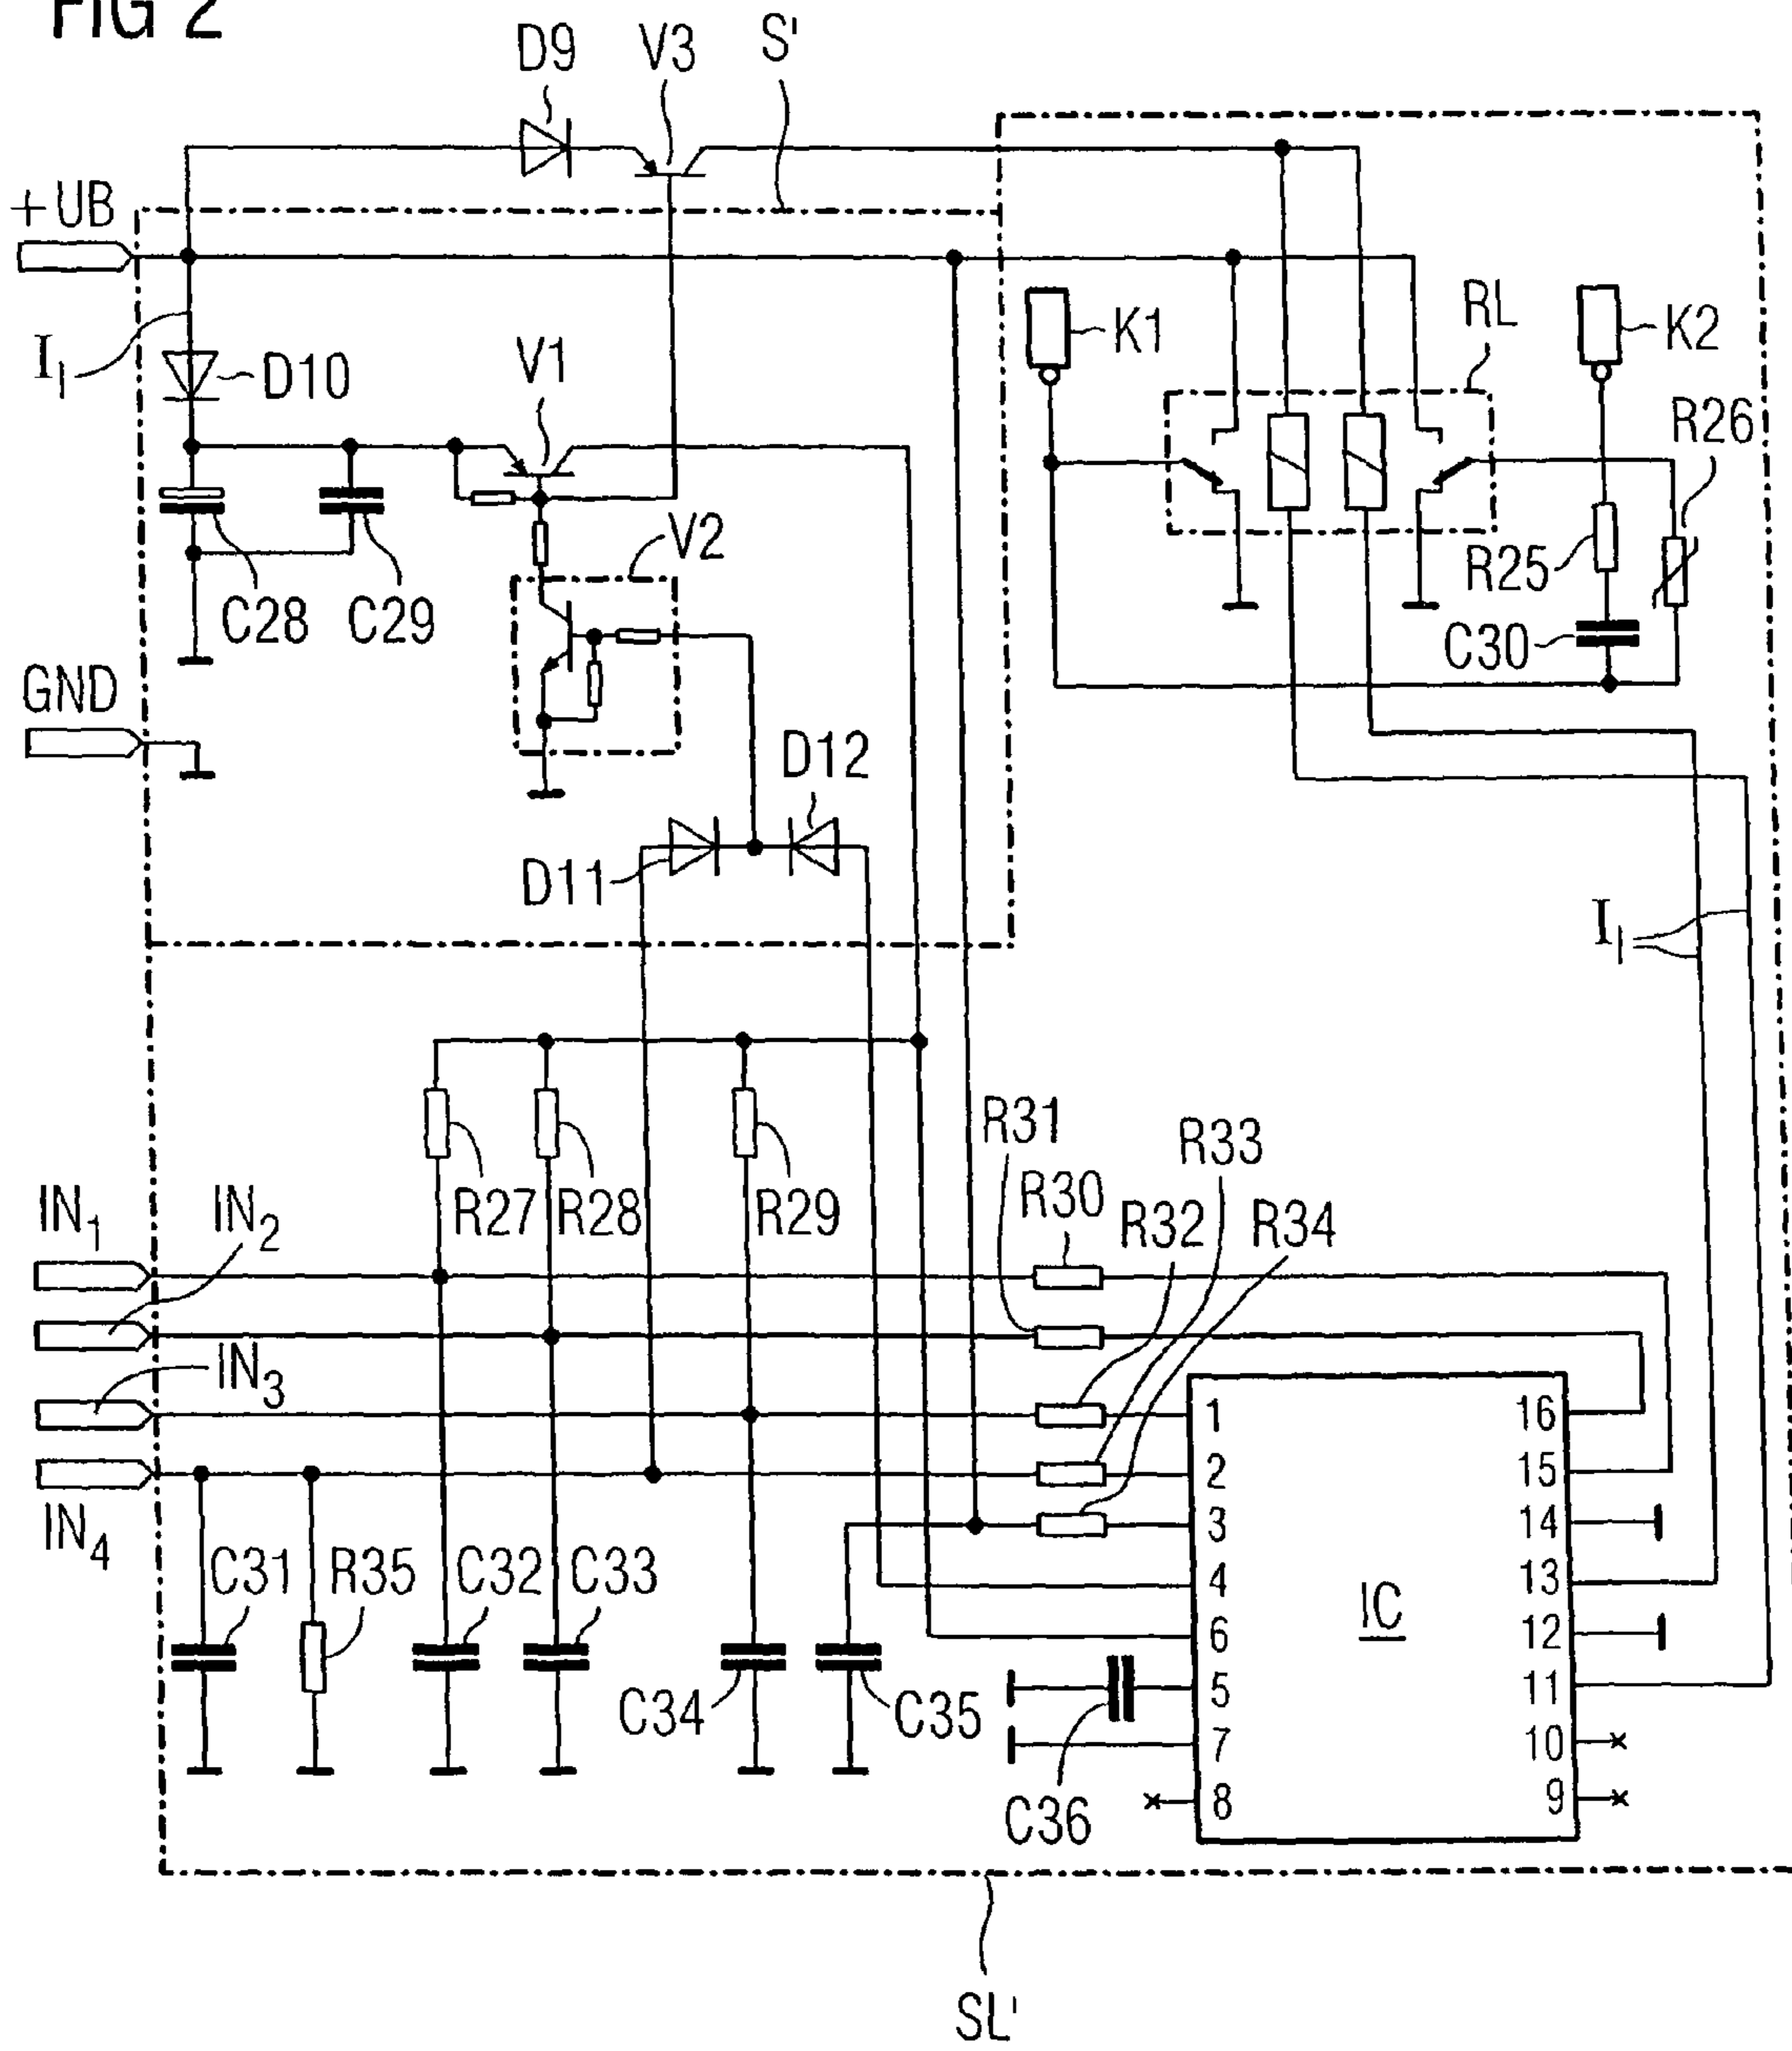 FIG 2
D9 V3 S'
+UB
K1 RL K2
I₁ D10 V1
R26
V2
R25
C28 C29
C30
GND
D12
D11
I₁
R31 R33
R30
R27 R28 R29 R32 R34
IN₁ IN₂
IN₃
IN₄
1 16
2 15
3 14
C31 R35 C32 C33
4 13
IC
6 12
C34 C35 5 11
7 10
C36 8 9
SL'